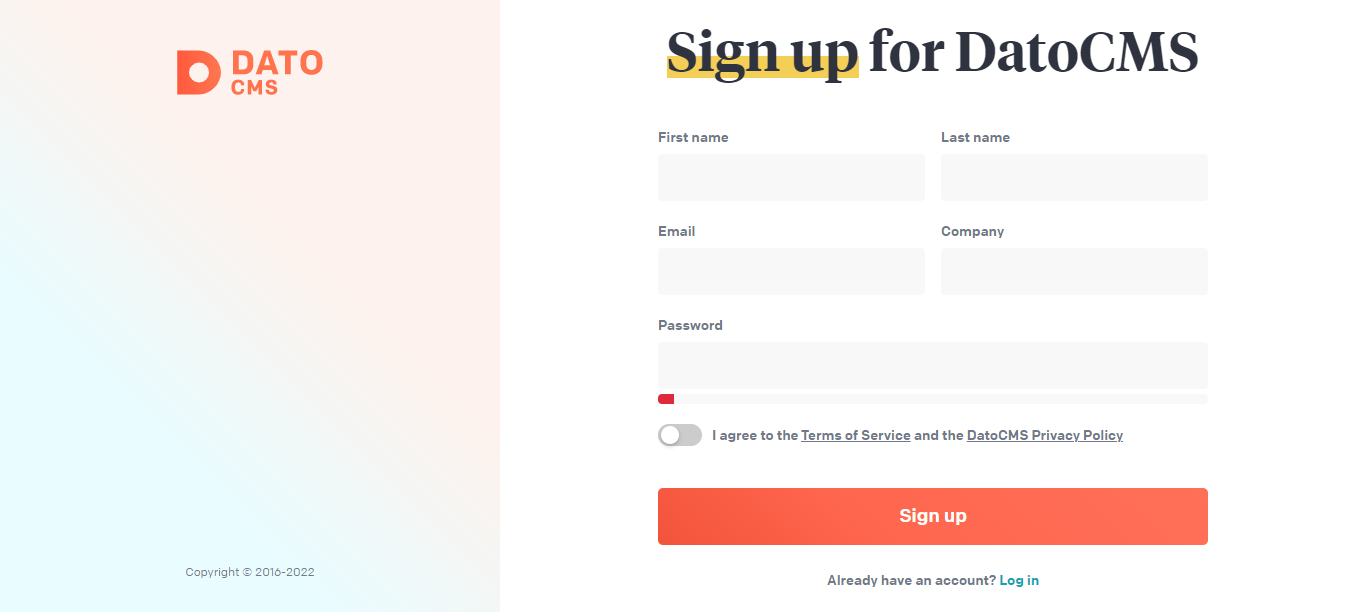 DATO
CMS
Sign up for DatoCMS
First name
Last name
Email
Company
Password
I agree to the Terms of Service and the DatoCMS Privacy Policy
Sign up
Already have an account? Log in
Copyright © 2016-2022